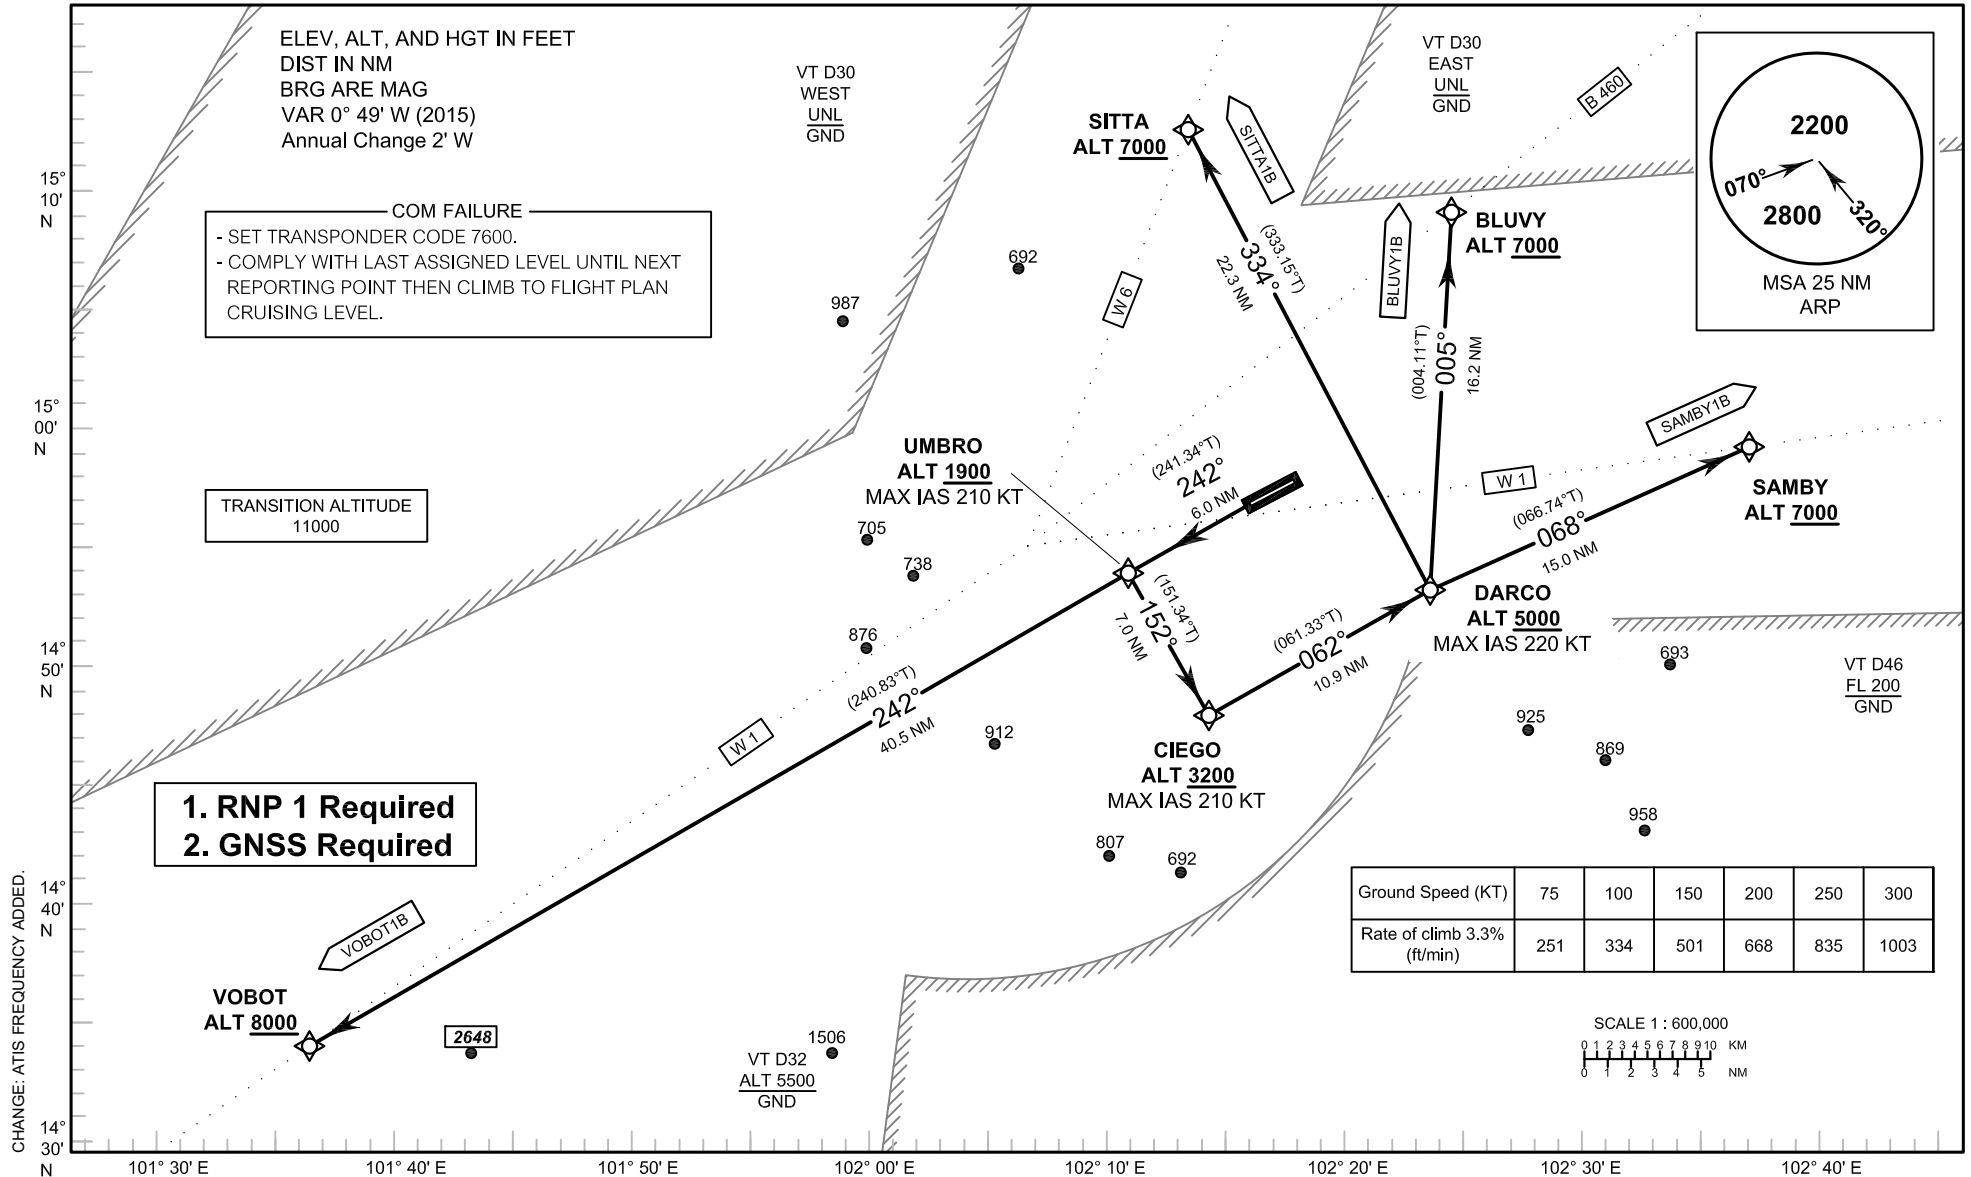 ELEV, ALT, AND HGT IN FEET
DIST IN NM
BRG ARE MAG
VAR 0° 49' W (2015)
Annual Change 2' W
VT D30
WEST
UNL
GND
VT D30
EAST
UNL
GND
B 460
2200
070°
2800
320°
MSA 25 NM
ARP
SITTA
ALT 7000
SITTA1B
15°
10'
N
COM FAILURE
- SET TRANSPONDER CODE 7600.
- COMPLY WITH LAST ASSIGNED LEVEL UNTIL NEXT
REPORTING POINT THEN CLIMB TO FLIGHT PLAN
CRUISING LEVEL.
692
987
W 6
(333.15°T)
334°
22.3 NM
BLUVY1B
BLUVY
ALT 7000
(004.11°T)
005°
16.2 NM
15°
00'
N
UMBRO
ALT 1900
MAX IAS 210 KT
(241.34°T)
242°
6.0 NM
SAMBY1B
W 1
SAMBY
ALT 7000
(066.74°T)
068°
15.0 NM
TRANSITION ALTITUDE
11000
705
738
876
(151.34°T)
152°
7.0 NM
(061.33°T)
062°
10.9 NM
DARCO
ALT 5000
MAX IAS 220 KT
14°
50'
N
693
VT D46
FL 200
GND
(240.83°T)
242°
40.5 NM
W 1
912
CIEGO
ALT 3200
MAX IAS 210 KT
925
869
958
807
692
1. RNP 1 Required
2. GNSS Required
14°
40'
N
VOBOT1B
VOBOT
ALT 8000
2648
1506
VT D32
ALT 5500
GND
Ground Speed (KT) 75 100 150 200 250 300
Rate of climb 3.3%
(ft/min) 251 334 501 668 835 1003
SCALE 1 : 600,000
0 1 2 3 4 5 6 7 8 9 10 KM
0 1 2 3 4 5 NM
14°
30'
N
101° 30' E 101° 40' E 101° 50' E 102° 00' E 102° 10' E 102° 20' E 102° 30' E 102° 40' E
CHANGE: ATIS FREQUENCY ADDED.